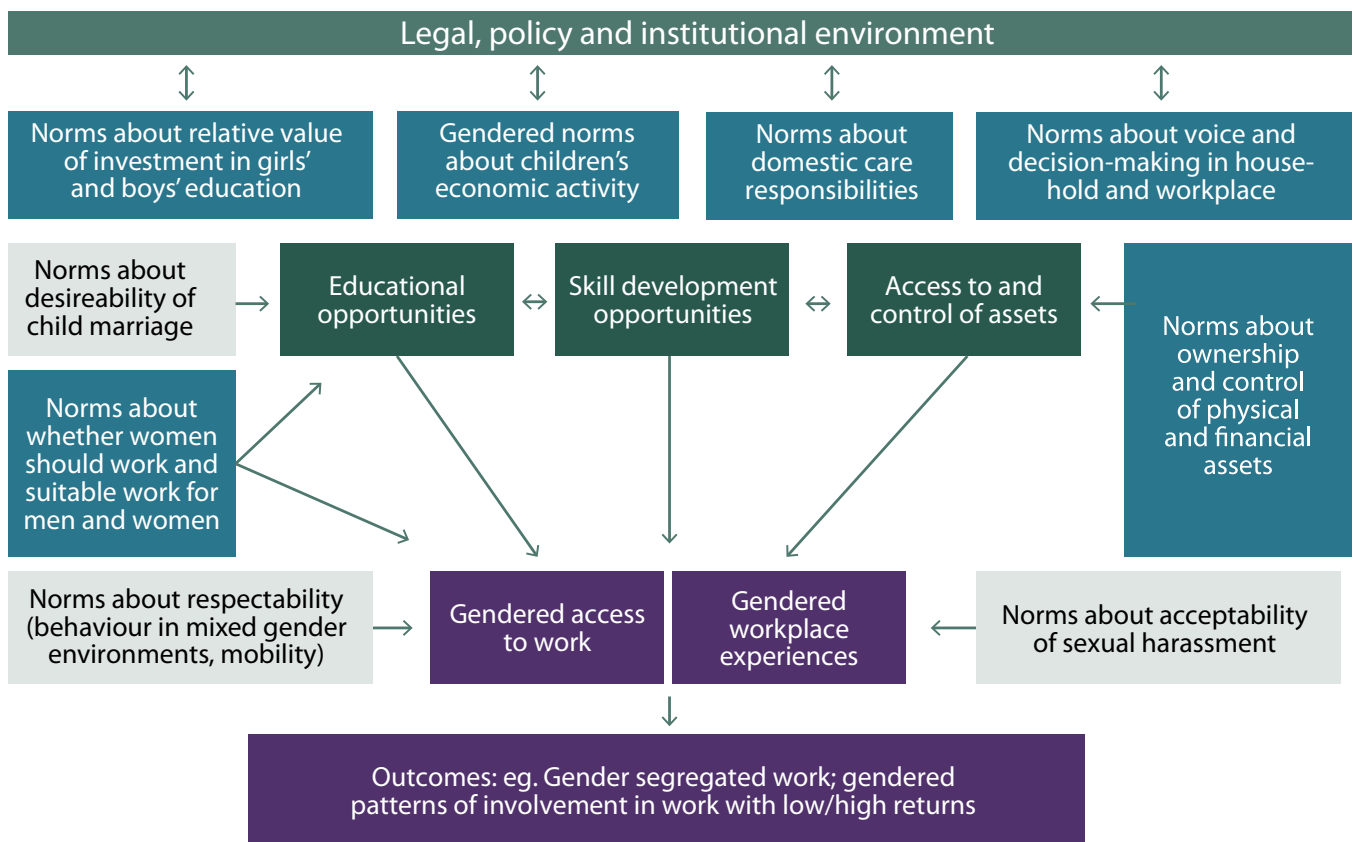 Legal, policy and institutional environment
Norms about relative value
of investment in girls’
and boys’ education
Gendered norms
about children’s
economic activity
Norms about
domestic care
responsibilities
Norms about voice and
decision-making in house-
hold and workplace
Norms about
desireability of
child marriage
Educational
opportunities
Skill development
opportunities
Access to and
control of assets
Norms about
ownership
and control
of physical
and financial
assets
Norms about
whether women
should work and
suitable work for
men and women
Norms about respectability
(behaviour in mixed gender
environments, mobility)
Gendered access
to work
Gendered
workplace
experiences
Norms about acceptability
of sexual harassment
Outcomes: eg. Gender segregated work; gendered
patterns of involvement in work with low/high returns